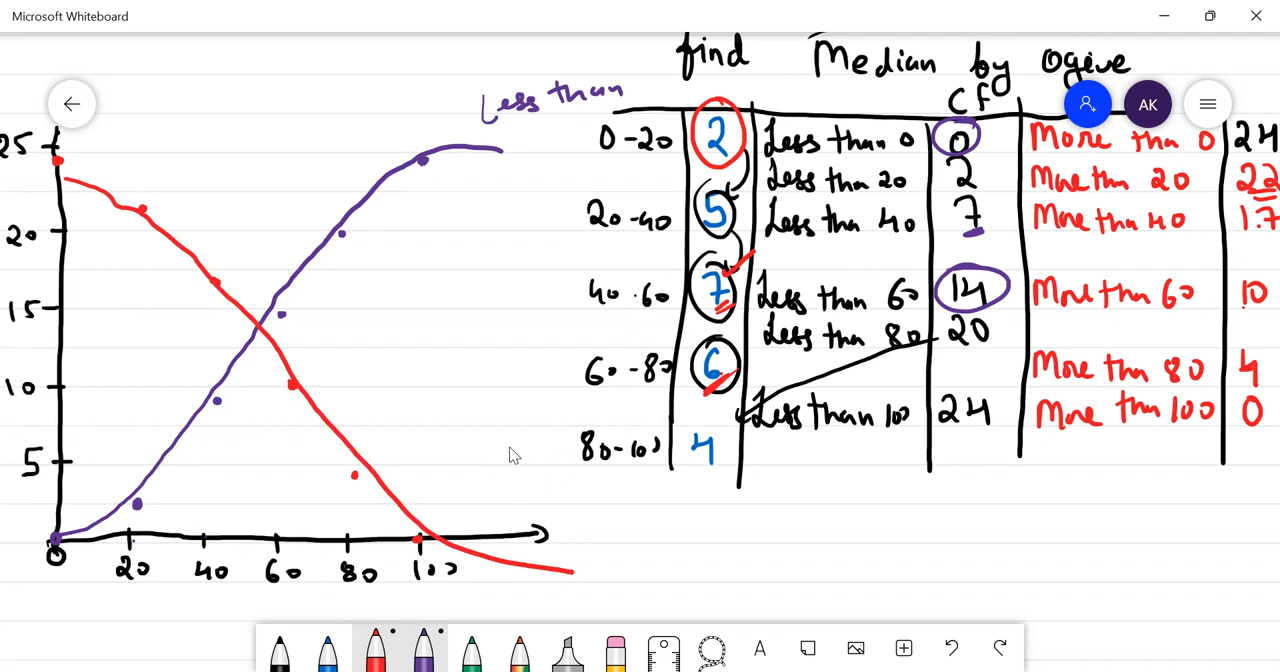 Microsoft Whiteboard
find Median by ogive
Less than
CF
AK
0-20 2 Less than 0 0 More than 0 24
Less than 20 2 More thn 20 22
20-40 5 Less than 40 7 More tha 40 17
40.60 7 Less than 60 14 More than 60 10
Less tha 80 20
60-80 6 More tha 80 4
Less than 100 24 More than 100 0
80-100 4
25
20
15
10
5
0 20 40 60 80 100
A